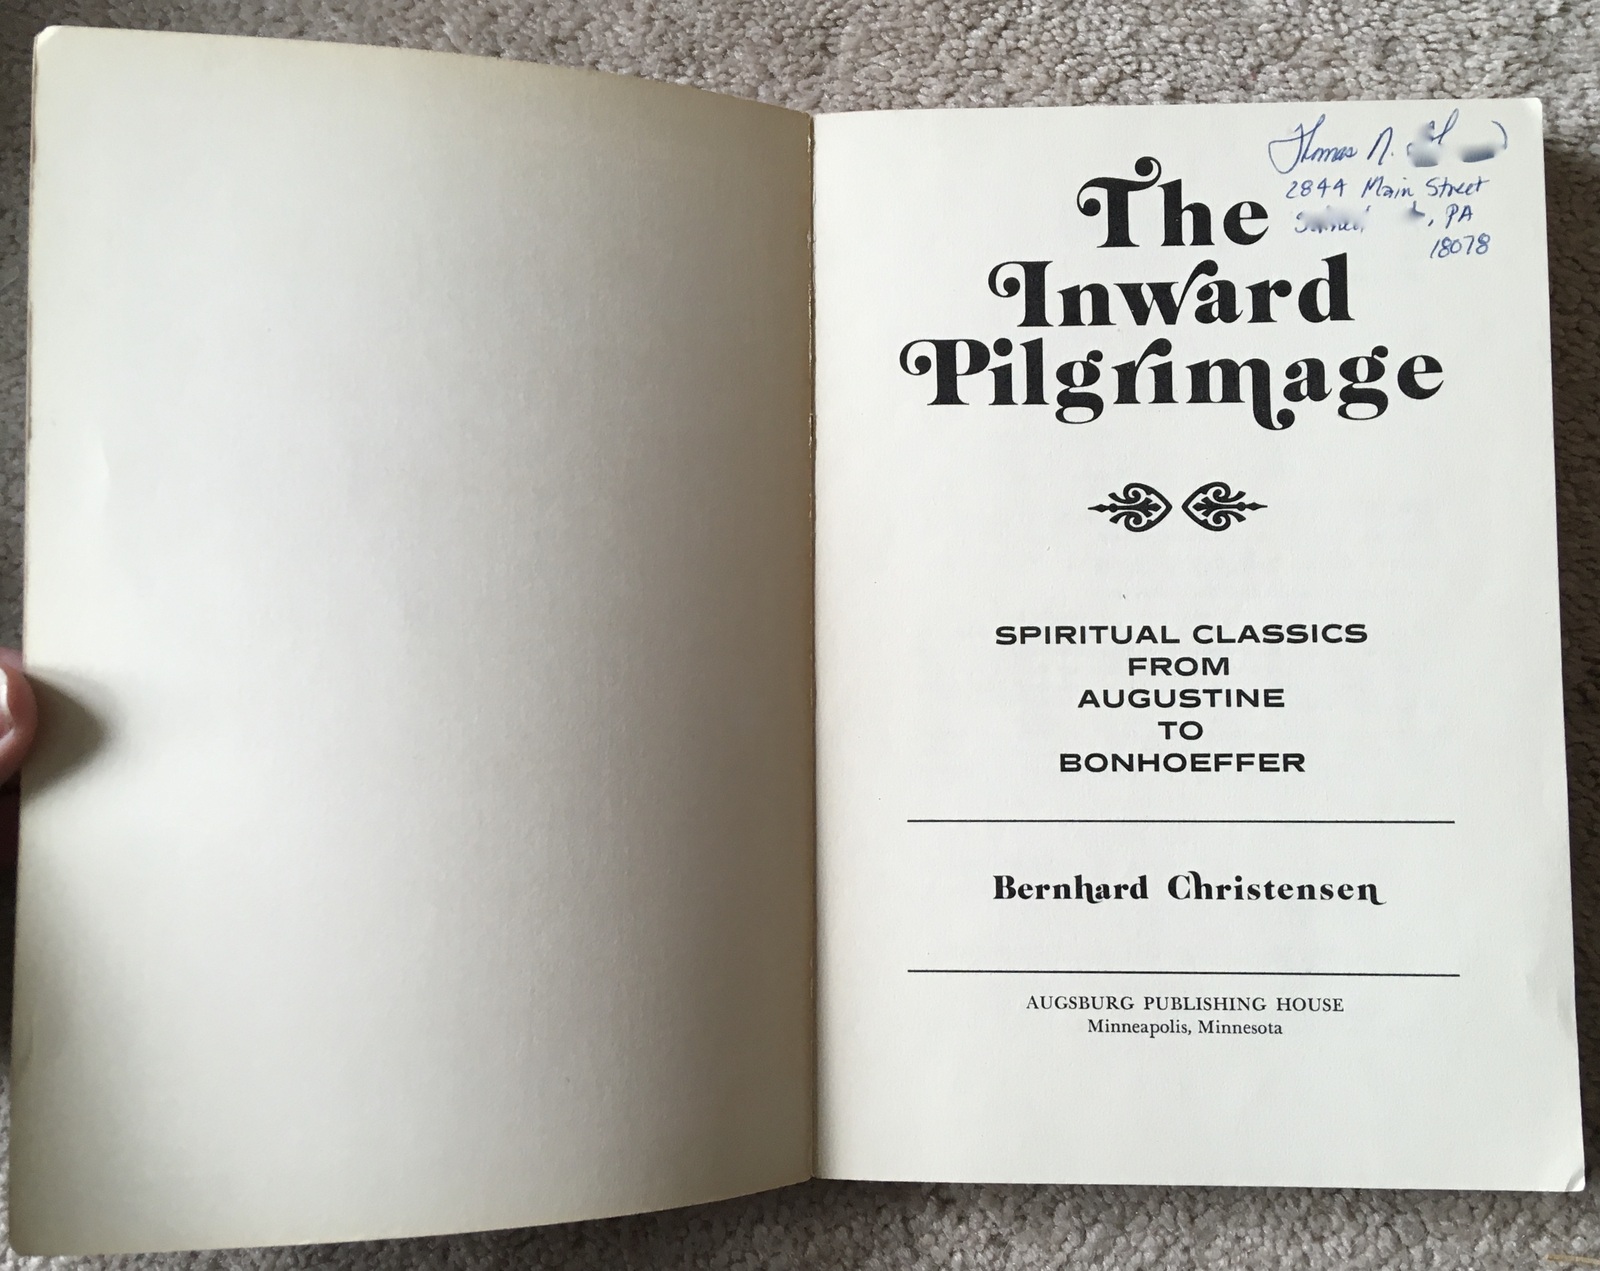 Thomas N.
2844 Main Street
, PA
18078
The
Inward
Pilgrimage
SPIRITUAL CLASSICS
FROM
AUGUSTINE
TO
BONHOEFFER
Bernhard Christensen
AUGSBURG PUBLISHING HOUSE
Minneapolis, Minnesota